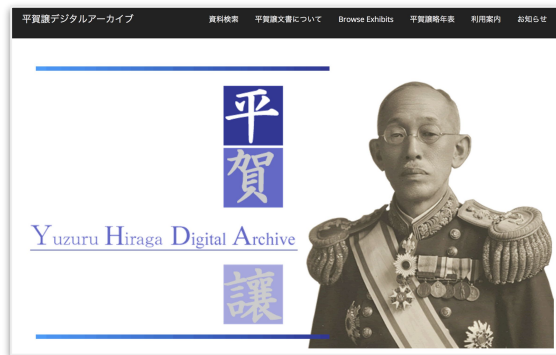 平賀譲デジタルアーカイブ 資料検索 平賀譲文書について Browse Exhibits 平賀譲略年表 利用案内 お知らせ
平
賀
Yuzuru Hiraga Digital Archive
譲